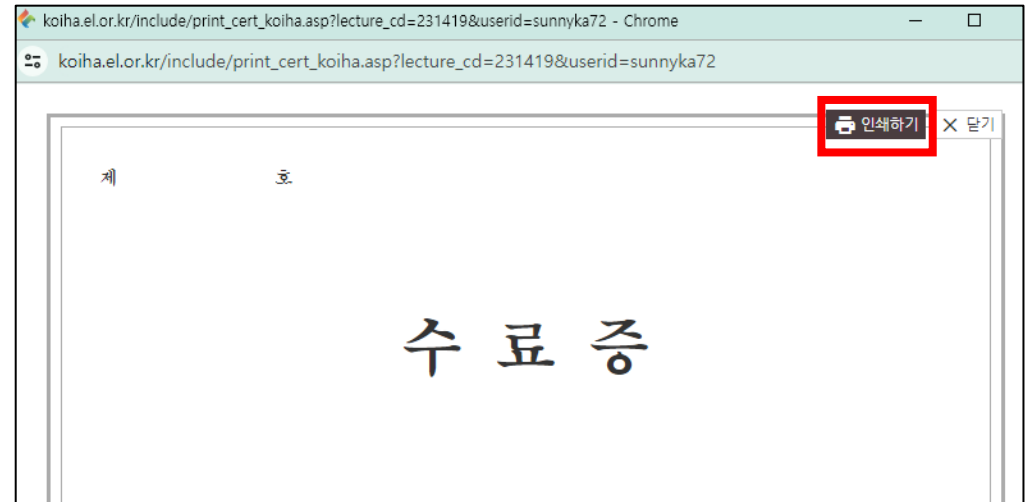 koiha.el.or.kr/include/print_cert_koiha.asp?lecture_cd=231419&userid=sunnyka72 - Chrome
koiha.el.or.kr/include/print_cert_koiha.asp?lecture_cd=231419&userid=sunnyka72
인쇄하기 닫기
제 호
수 료 증